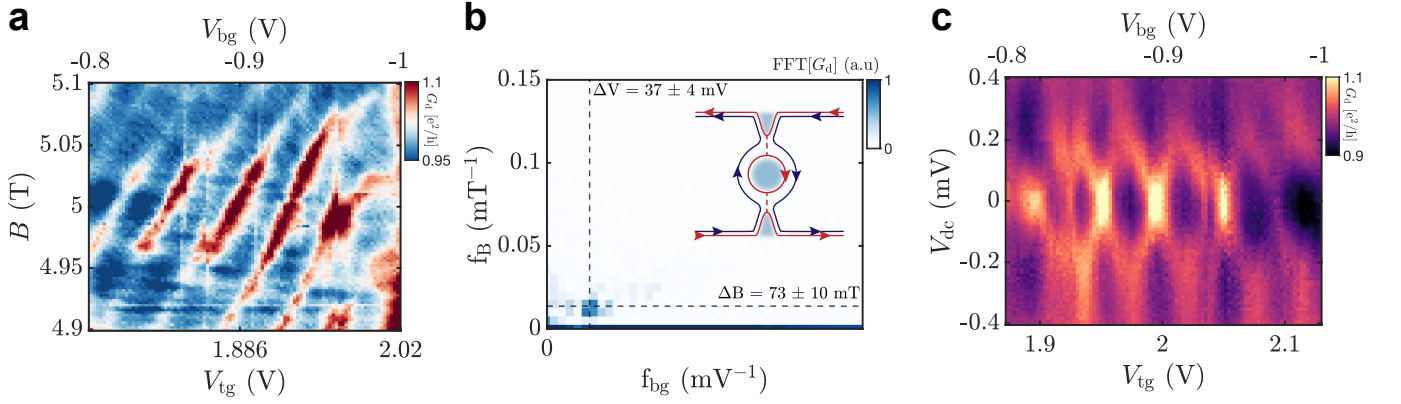 a
V_bg (V)
-0.8 -0.9 -1
5.1
5.05
5
4.95
4.9
B (T)
1.1
G_d [e²/h]
0.95
1.886 2.02
V_tg (V)
b
FFT[G_d] (a.u)
1
0
0.15
0.1
0.05
0
f_B (mT⁻¹)
ΔV = 37 ± 4 mV
ΔB = 73 ± 10 mT
0
f_bg (mV⁻¹)
c
V_bg (V)
-0.8 -0.9 -1
0.4
0.2
0
-0.2
-0.4
V_dc (mV)
1.1
G_d [e²/h]
0.9
1.9 2 2.1
V_tg (V)